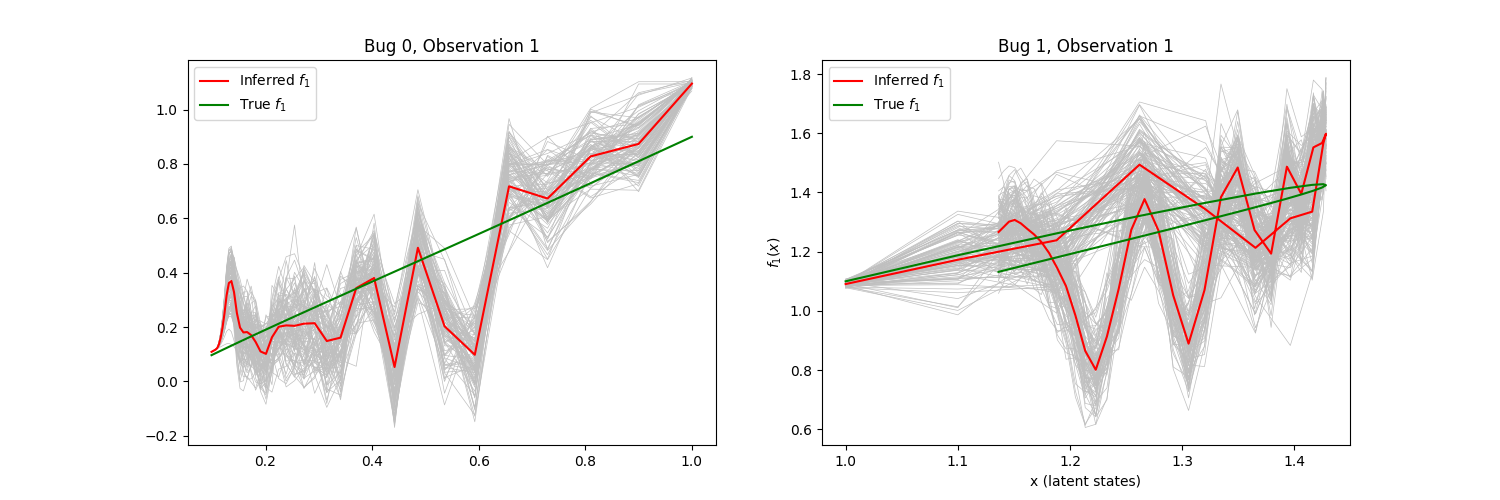 Bug 0, Observation 1
Inferred f₁
True f₁
1.0
0.8
0.6
0.4
0.2
0.0
−0.2
0.2 0.4 0.6 0.8 1.0
Bug 1, Observation 1
Inferred f₁
True f₁
f₁(x)
1.8
1.6
1.4
1.2
1.0
0.8
0.6
1.0 1.1 1.2 1.3 1.4
x (latent states)